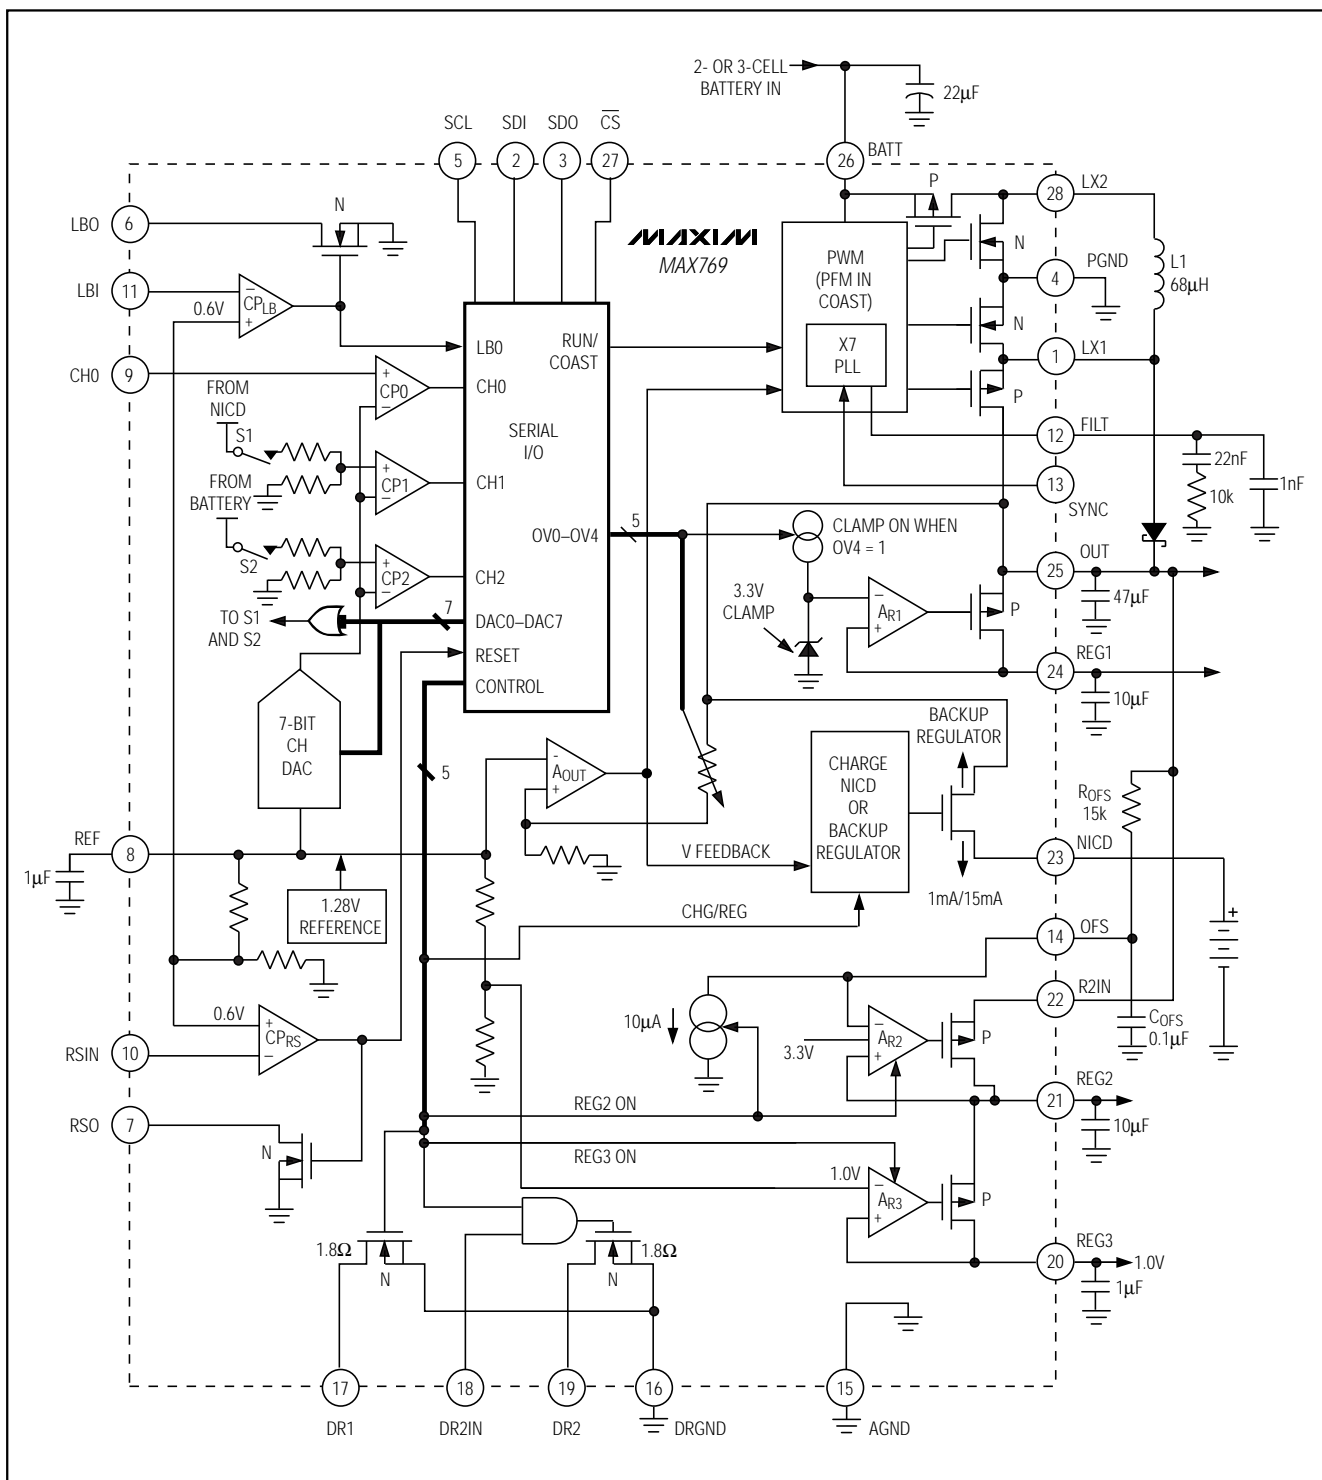 2- OR 3-CELL
BATTERY IN
22µF
SCL
SDI
SDO
CS
5
2
3
27
26
BATT
P
28
LX2
LBO
6
N
MAXIM
MAX769
PWM
(PFM IN
COAST)
N
4
PGND
L1
68µH
LBI
11
0.6V
−
CPLB
+
N
X7
PLL
1
LX1
LB0
RUN/
COAST
CH0
9
+
CP0
−
CH0
P
FROM
NICD
S1
12
FILT
SERIAL
I/O
22nF
+
CP1
−
CH1
FROM
BATTERY
13
SYNC
10k
1nF
5
OV0–OV4
CLAMP ON WHEN
OV4 = 1
S2
+
CP2
−
CH2
25
OUT
3.3V
CLAMP
−
AR1
+
P
47µF
TO S1
AND S2
7
DAC0–DAC7
RESET
24
REG1
CONTROL
10µF
7-BIT
CH
DAC
BACKUP
REGULATOR
5
-
AOUT
+
CHARGE
NICD
OR
BACKUP
REGULATOR
ROFS
15k
REF
8
V FEEDBACK
NICD
23
1µF
1.28V
REFERENCE
1mA/15mA
CHG/REG
+
14
OFS
22
R2IN
0.6V
+
CPRS
−
10µA
−
AR2
+
P
COFS
0.1µF
RSIN
10
3.3V
REG2 ON
21
REG2
RSO
7
10µF
N
REG3 ON
1.0V
−
AR3
+
P
1.8Ω
N
1.8Ω
N
20
REG3
1.0V
1µF
17
18
19
16
15
DR1
DR2IN
DR2
DRGND
AGND